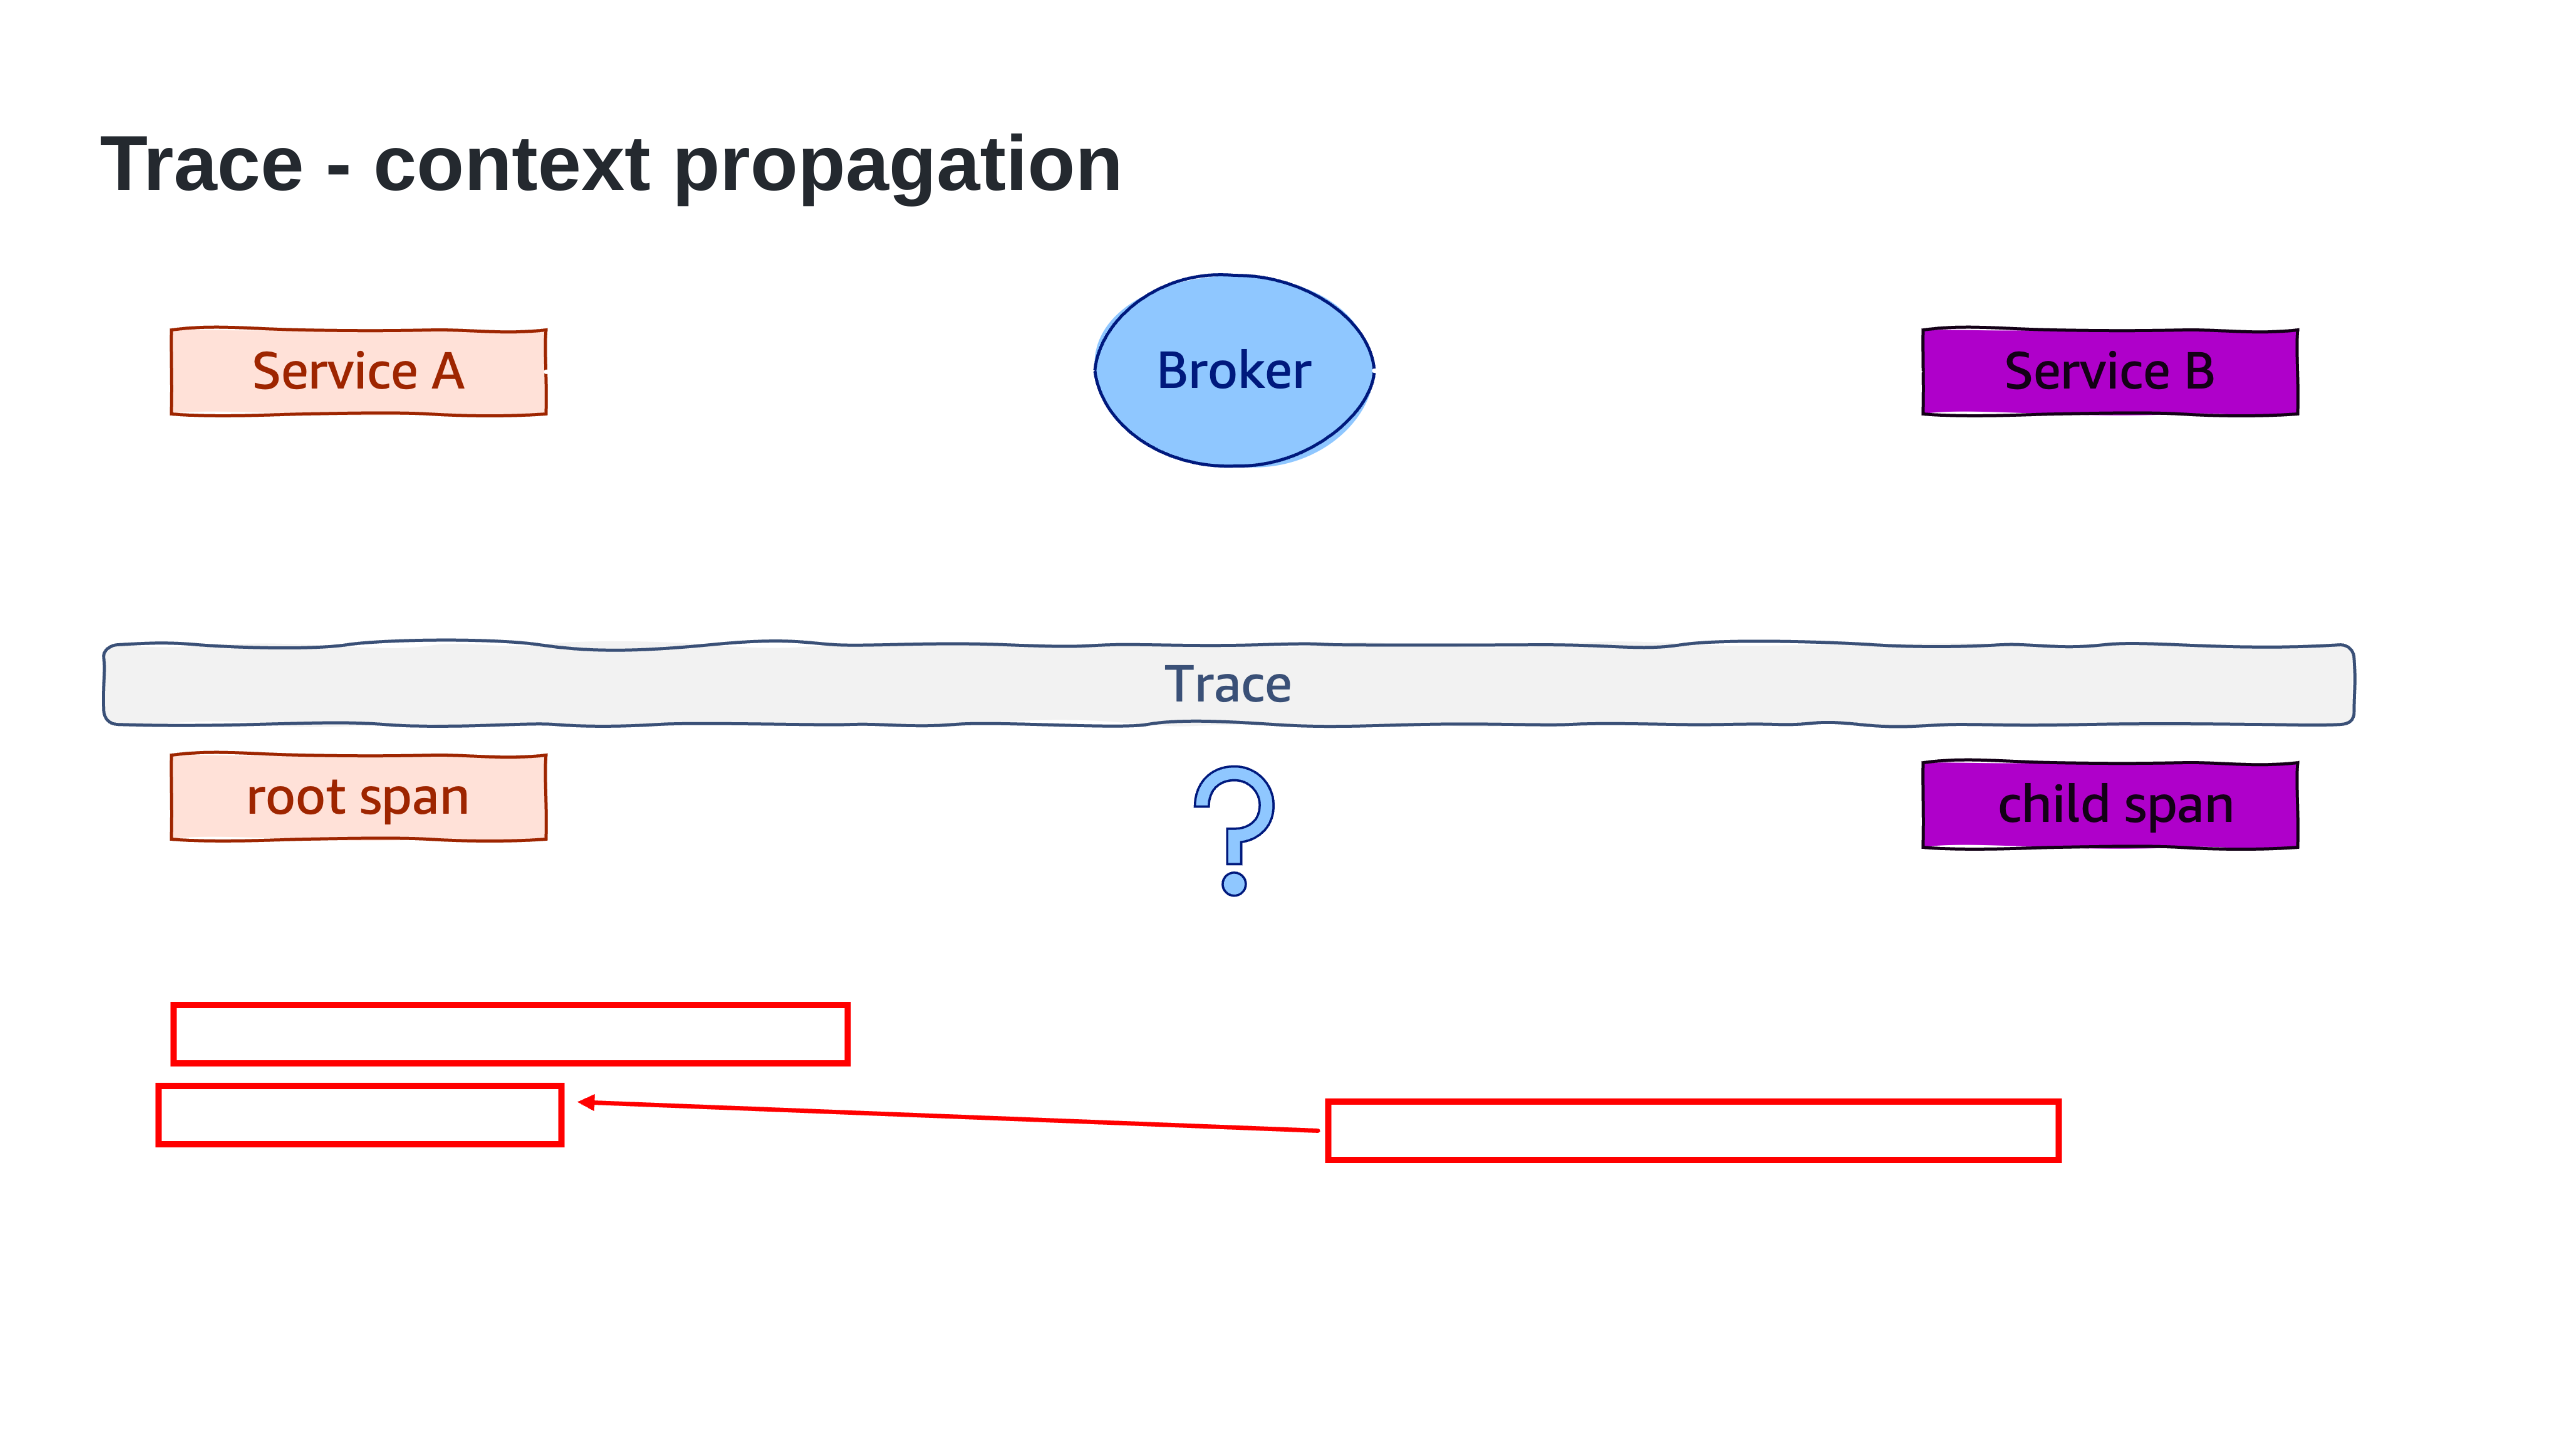 Trace - context propagation
Service A
Broker
Service B
Trace
root span
?
child span